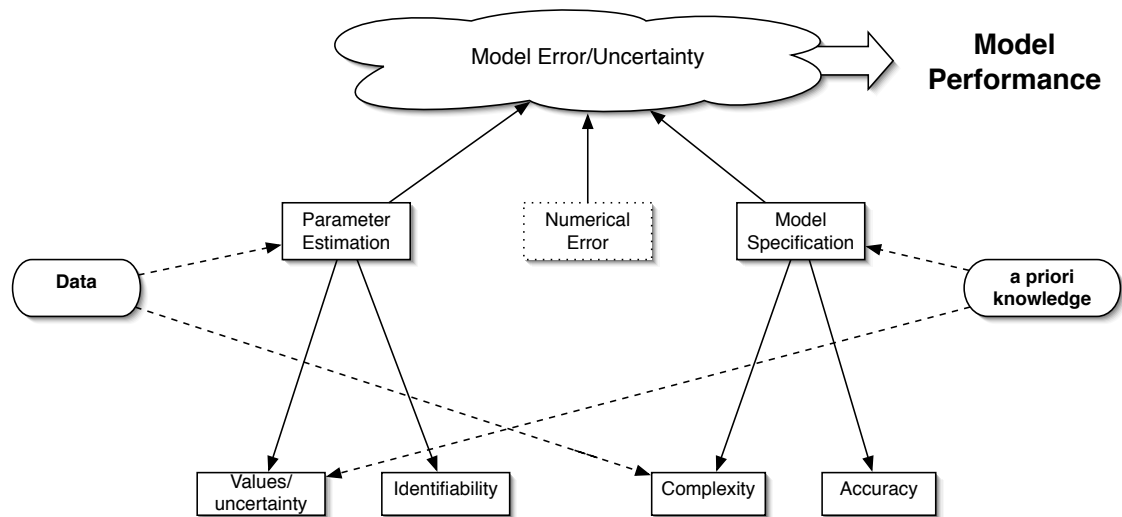 Model Error/Uncertainty
Model
Performance
Parameter
Estimation
Numerical
Error
Model
Specification
Data
a priori
knowledge
Values/
uncertainty
Identifiability
Complexity
Accuracy